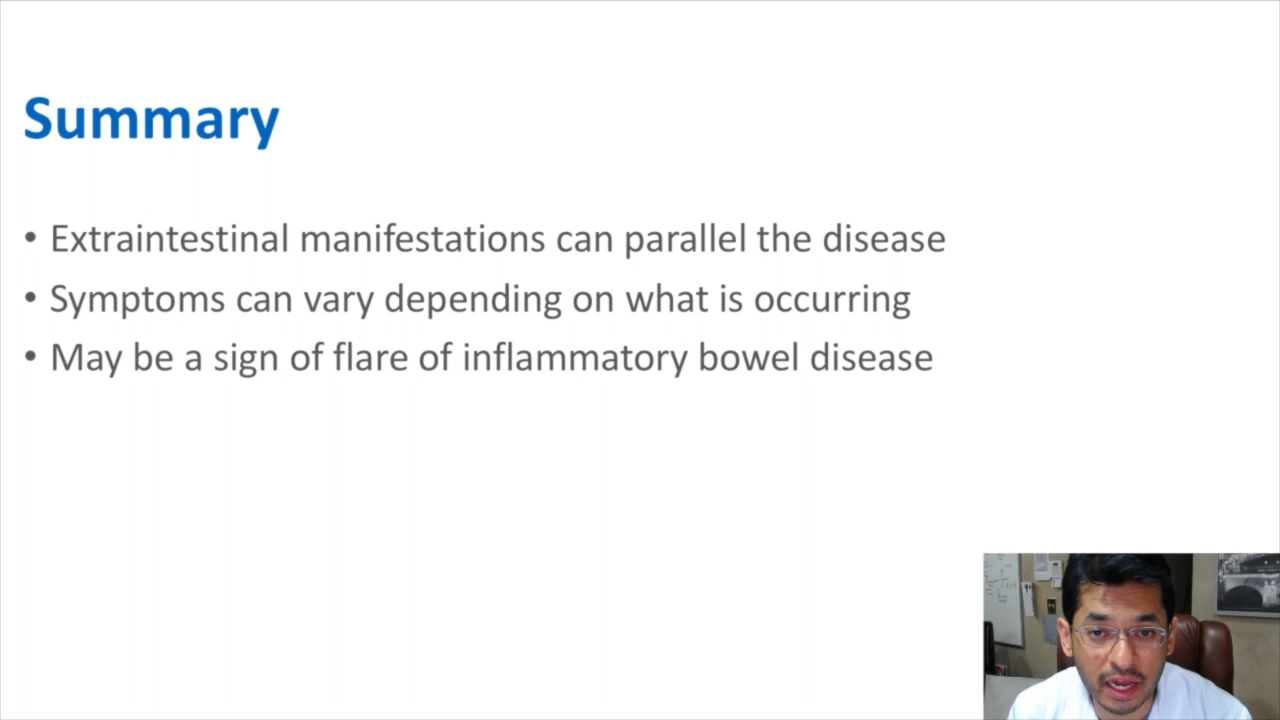 Summary
• Extraintestinal manifestations can parallel the disease
• Symptoms can vary depending on what is occurring
• May be a sign of flare of inflammatory bowel disease